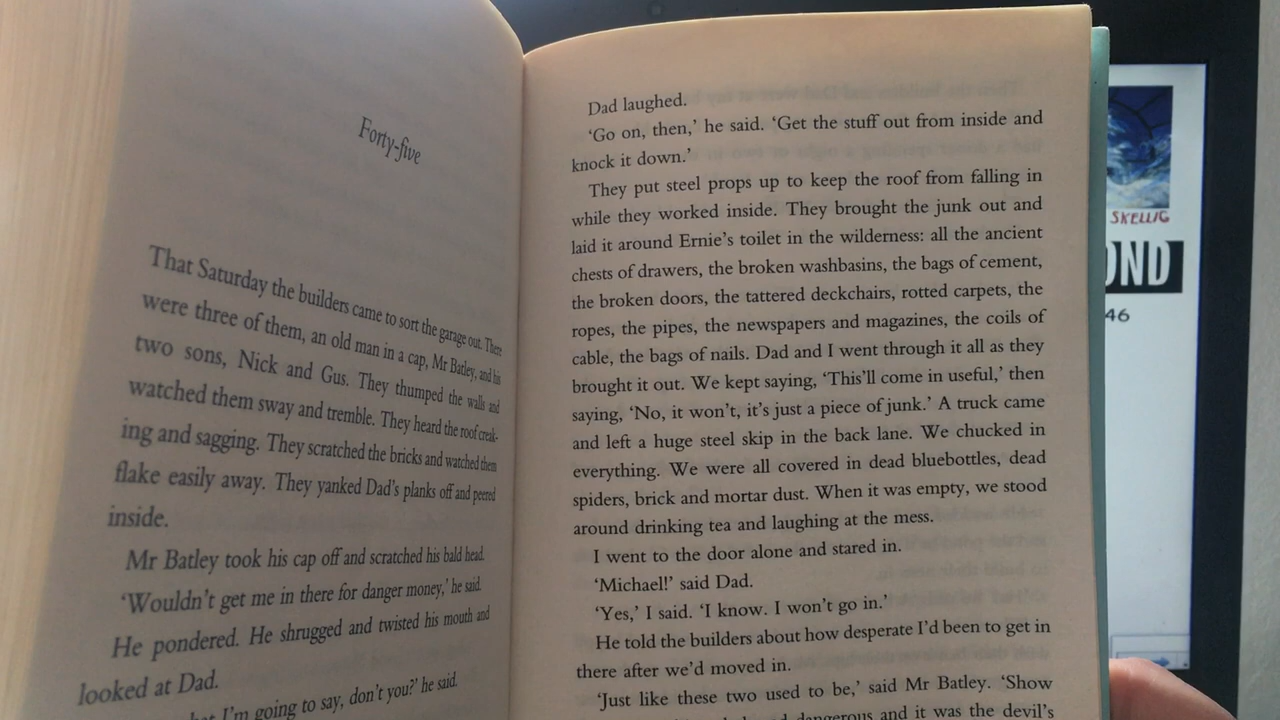 Forty-five
That Saturday the builders came to sort the garage out. There
were three of them, an old man in a cap, Mr Batley, and his
two sons, Nick and Gus. They thumped the walls and
watched them sway and tremble. They heard the roof creak-
ing and sagging. They scratched the bricks and watched them
flake easily away. They yanked Dad's planks off and peered
inside.
Mr Batley took his cap off and scratched his bald head.
‘Wouldn't get me in there for danger money,’ he said.
He pondered. He shrugged and twisted his mouth and
looked at Dad.
I'm going to say, don't you?’ he said.
Dad laughed.
‘Go on, then,’ he said. ‘Get the stuff out from inside and
knock it down.’
They put steel props up to keep the roof from falling in
while they worked inside. They brought the junk out and
laid it around Ernie's toilet in the wilderness: all the ancient
chests of drawers, the broken washbasins, the bags of cement,
the broken doors, the tattered deckchairs, rotted carpets, the
ropes, the pipes, the newspapers and magazines, the coils of
cable, the bags of nails. Dad and I went through it all as they
brought it out. We kept saying, ‘This'll come in useful,’ then
saying, ‘No, it won't, it's just a piece of junk.’ A truck came
and left a huge steel skip in the back lane. We chucked in
everything. We were all covered in dead bluebottles, dead
spiders, brick and mortar dust. When it was empty, we stood
around drinking tea and laughing at the mess.
I went to the door alone and stared in.
‘Michael!’ said Dad.
‘Yes,’ I said. ‘I know. I won't go in.’
He told the builders about how desperate I'd been to get in
there after we'd moved in.
‘Just like these two used to be,’ said Mr Batley. ‘Show
dangerous and it was the devil's
SKELLIG
OND
46